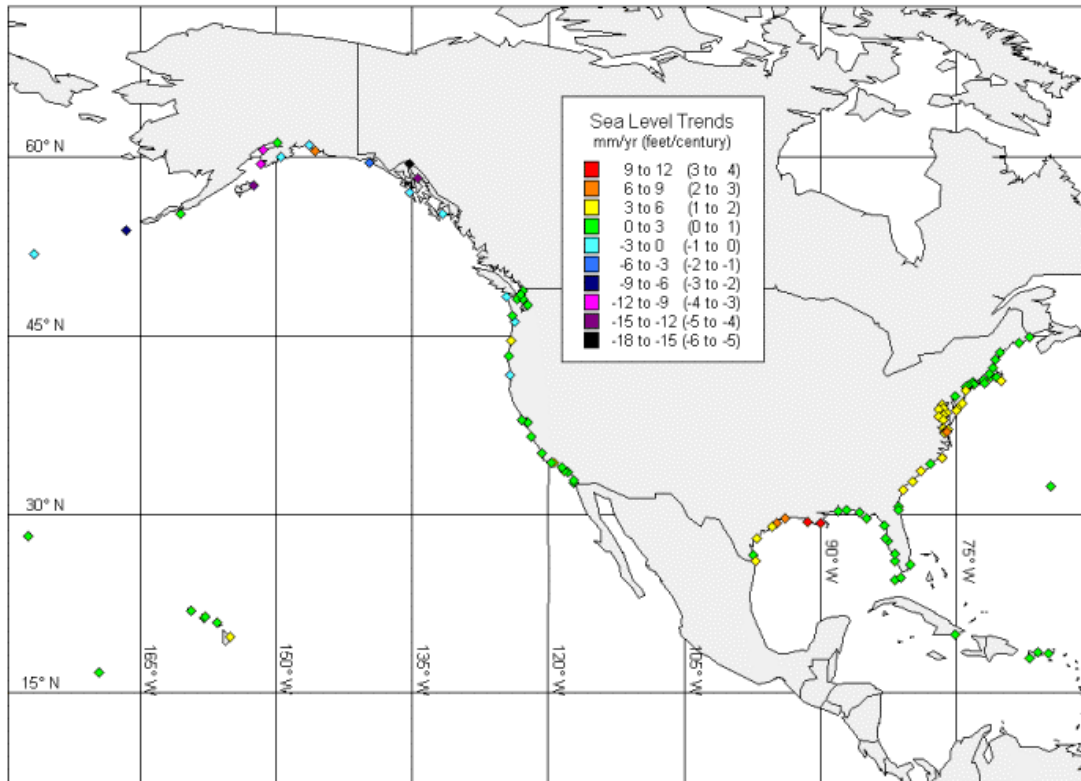 Sea Level Trends
mm/yr (feet/century)
9 to 12 (3 to 4)
6 to 9 (2 to 3)
3 to 6 (1 to 2)
0 to 3 (0 to 1)
-3 to 0 (-1 to 0)
-6 to -3 (-2 to -1)
-9 to -6 (-3 to -2)
-12 to -9 (-4 to -3)
-15 to -12 (-5 to -4)
-18 to -15 (-6 to -5)
60° N
45° N
30° N
15° N
165° W
150° W
135° W
120° W
105° W
90° W
75° W